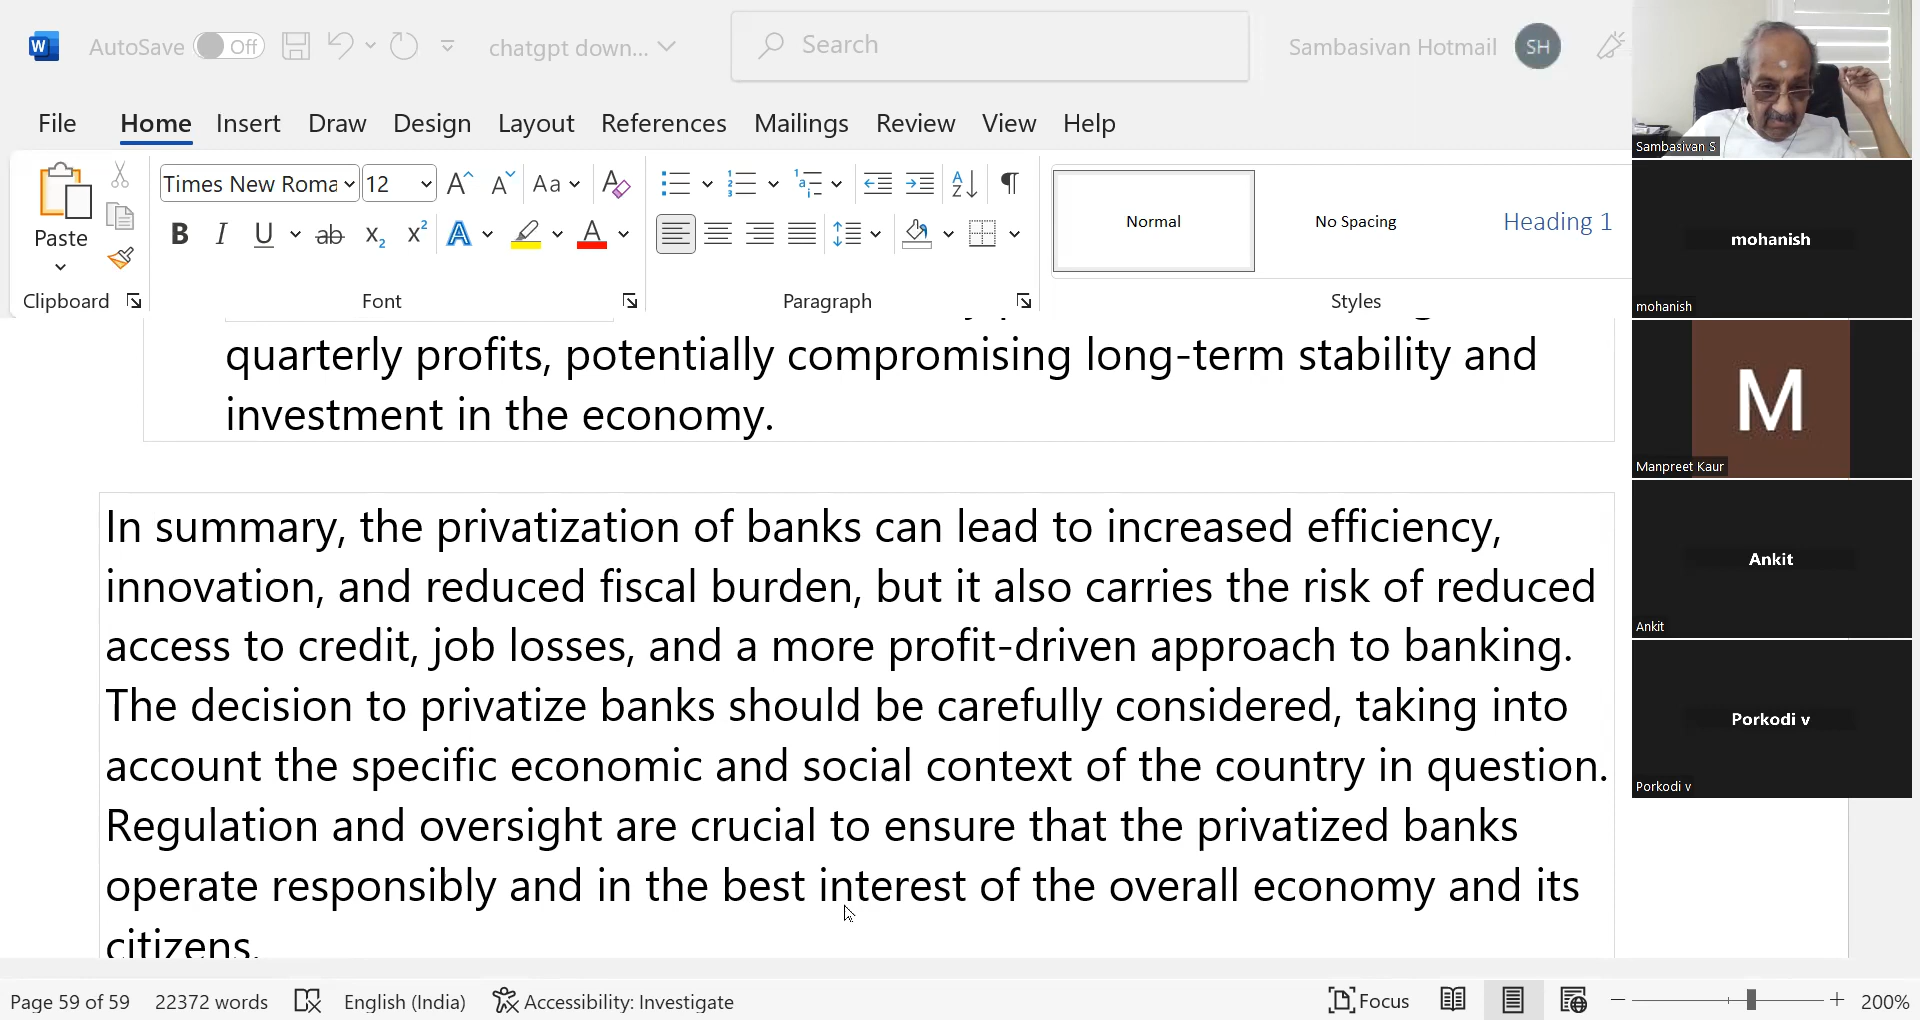 W AutoSave Off chatgpt down... Search Sambasivan Hotmail SH
File Home Insert Draw Design Layout References Mailings Review View Help
Sambasivan S
Paste
Clipboard
Times New Roma 12
Font
Paragraph
Normal No Spacing Heading 1
Styles
mohanish
mohanish
M
Manpreet Kaur
Ankit
Ankit
Porkodi v
Porkodi v
quarterly profits, potentially compromising long-term stability and
investment in the economy.
In summary, the privatization of banks can lead to increased efficiency,
innovation, and reduced fiscal burden, but it also carries the risk of reduced
access to credit, job losses, and a more profit-driven approach to banking.
The decision to privatize banks should be carefully considered, taking into
account the specific economic and social context of the country in question.
Regulation and oversight are crucial to ensure that the privatized banks
operate responsibly and in the best interest of the overall economy and its
citizens.
Page 59 of 59 22372 words English (India) Accessibility: Investigate Focus 200%